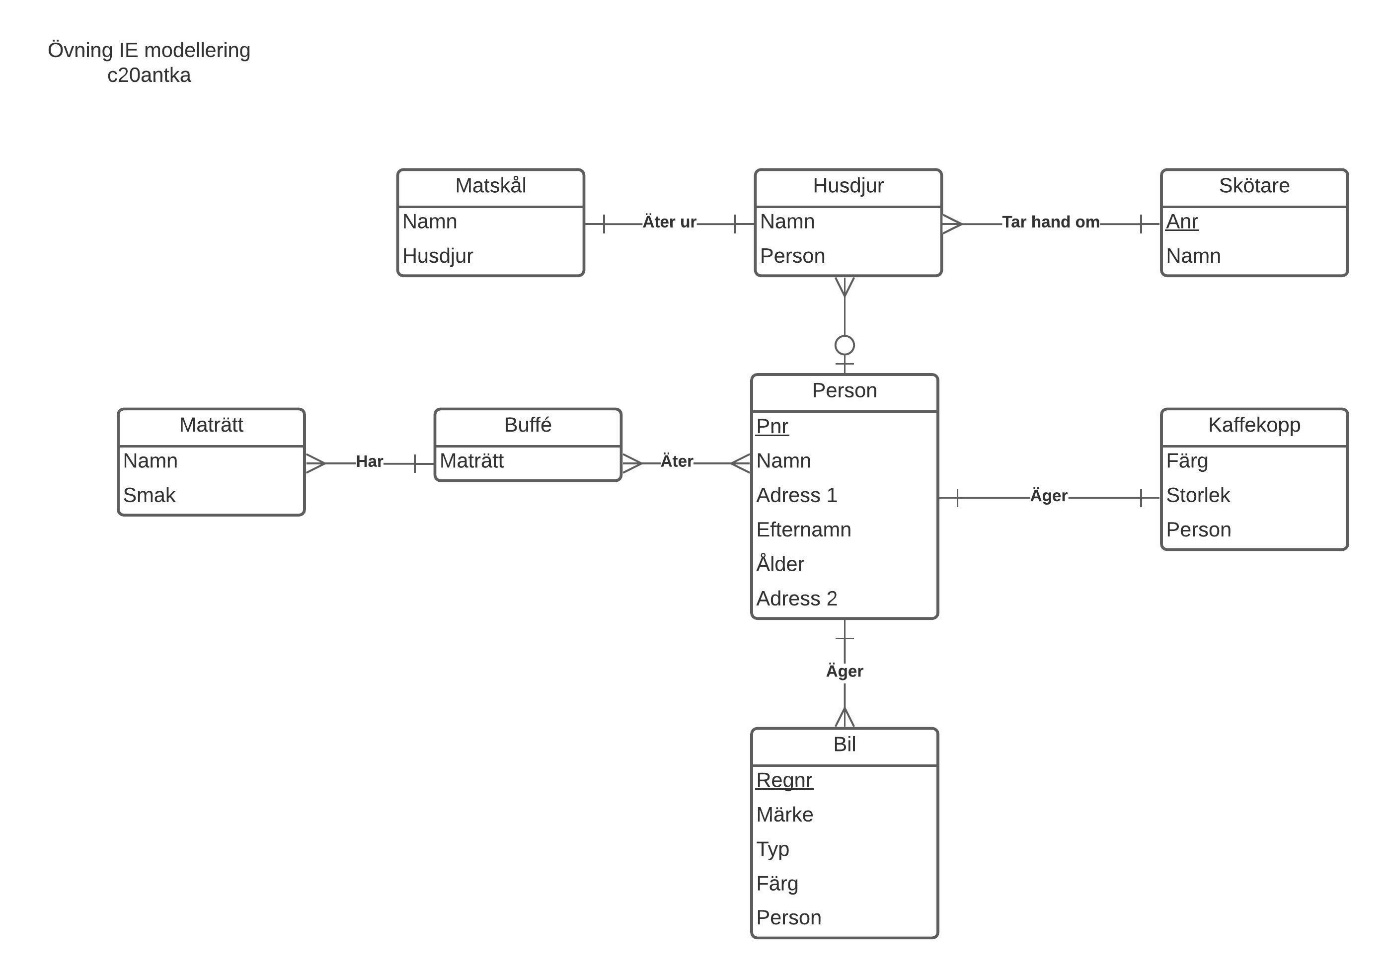 Övning IE modellering
c20antka
Matskål
Namn
Husdjur
Äter ur
Husdjur
Namn
Person
Tar hand om
Skötare
Anr
Namn
Maträtt
Namn
Smak
Har
Buffé
Maträtt
Äter
Person
Pnr
Namn
Adress 1
Efternamn
Ålder
Adress 2
Äger
Kaffekopp
Färg
Storlek
Person
Äger
Bil
Regnr
Märke
Typ
Färg
Person